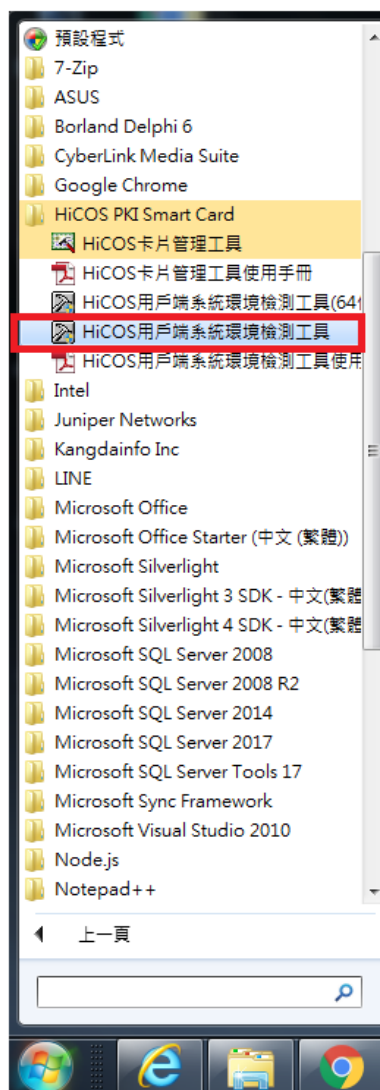 預設程式
7-Zip
ASUS
Borland Delphi 6
CyberLink Media Suite
Google Chrome
HiCOS PKI Smart Card
HiCOS卡片管理工具
HiCOS卡片管理工具使用手冊
HiCOS用戶端系統環境檢測工具(64
HiCOS用戶端系統環境檢測工具
HiCOS用戶端系統環境檢測工具使用
Intel
Juniper Networks
Kangdainfo Inc
LINE
Microsoft Office
Microsoft Office Starter (中文 (繁體))
Microsoft Silverlight
Microsoft Silverlight 3 SDK - 中文(繁體
Microsoft Silverlight 4 SDK - 中文(繁體
Microsoft SQL Server 2008
Microsoft SQL Server 2008 R2
Microsoft SQL Server 2014
Microsoft SQL Server 2017
Microsoft SQL Server Tools 17
Microsoft Sync Framework
Microsoft Visual Studio 2010
Node.js
Notepad++
上一頁